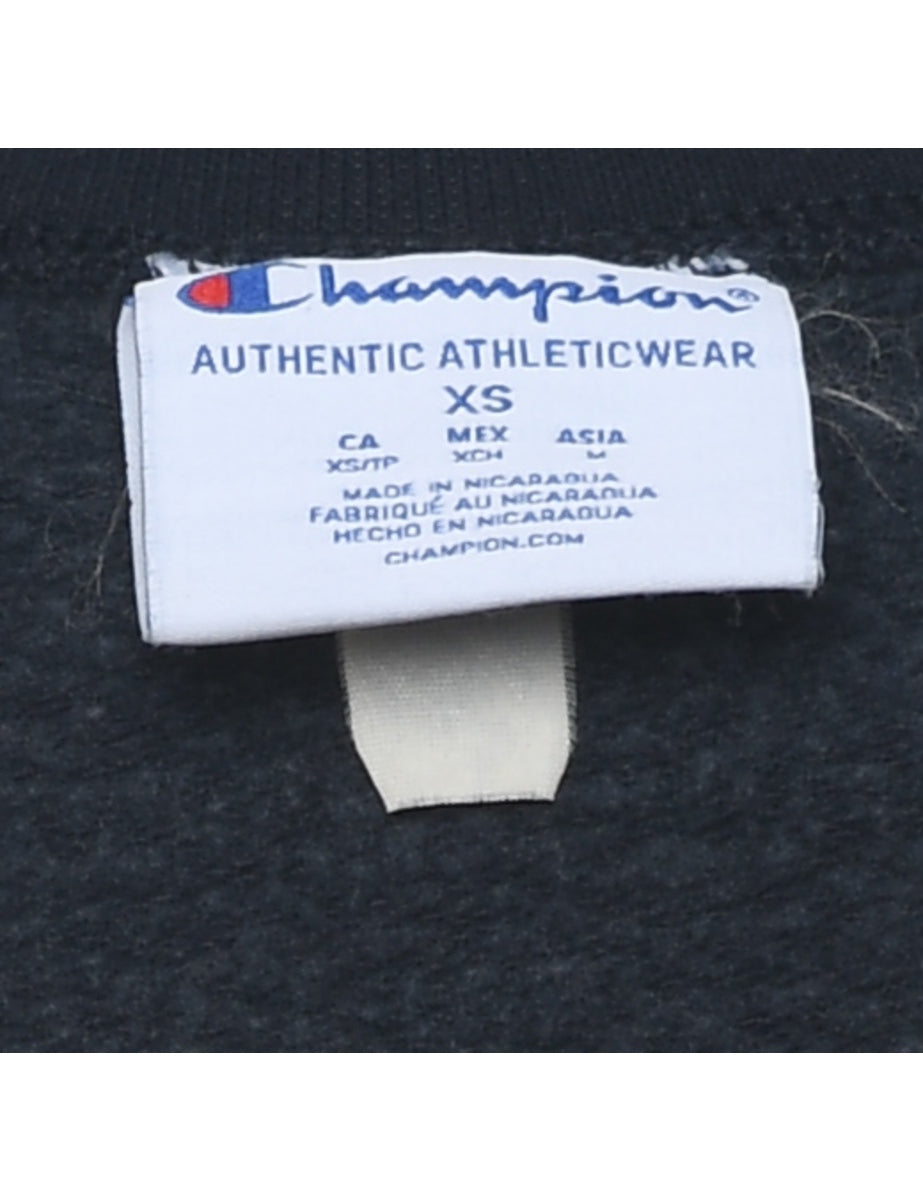 Champion®
AUTHENTIC ATHLETICWEAR
XS
CA MEX ASIA
XS/TP XCH M
MADE IN NICARAGUA
FABRIQUÉ AU NICARAGUA
HECHO EN NICARAGUA
CHAMPION.COM